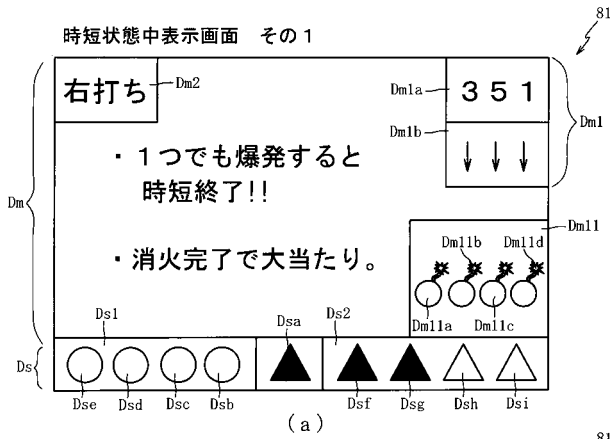 時短状態中表示画面 その1
81
右打ち
Dm2
Dm1a
351
Dm1
Dm1b
↓↓↓
・1つでも爆発すると
時短終了!!
Dm
・消火完了で大当たり。
Dm11
Dm11b
Dm11d
Dm11a
Dm11c
Ds1
Dsa
Ds2
Ds
Dse
Dsd
Dsc
Dsb
Dsf
Dsg
Dsh
Dsi
(a)
81